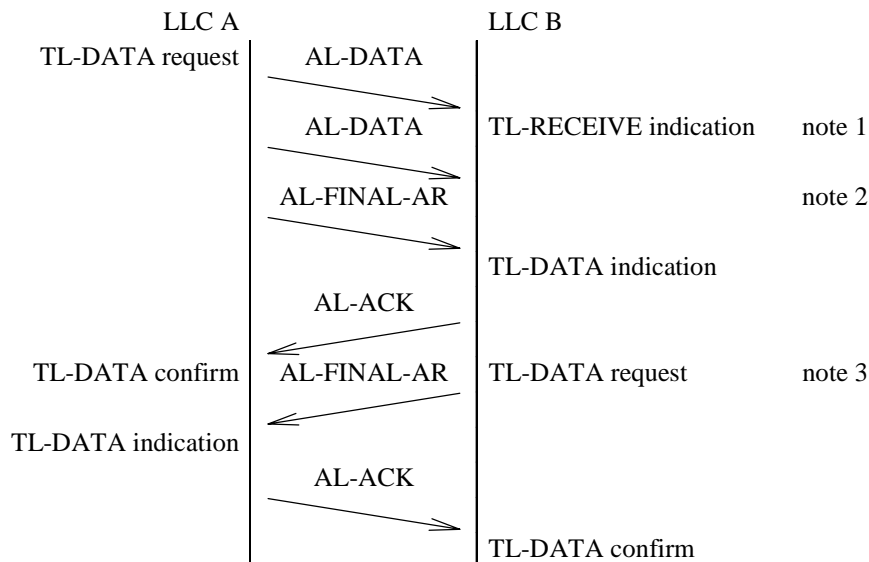 LLC A LLC B
TL-DATA request AL-DATA
AL-DATA TL-RECEIVE indication note 1
AL-FINAL-AR note 2
TL-DATA indication
AL-ACK
TL-DATA confirm AL-FINAL-AR TL-DATA request note 3
TL-DATA indication
AL-ACK
TL-DATA confirm